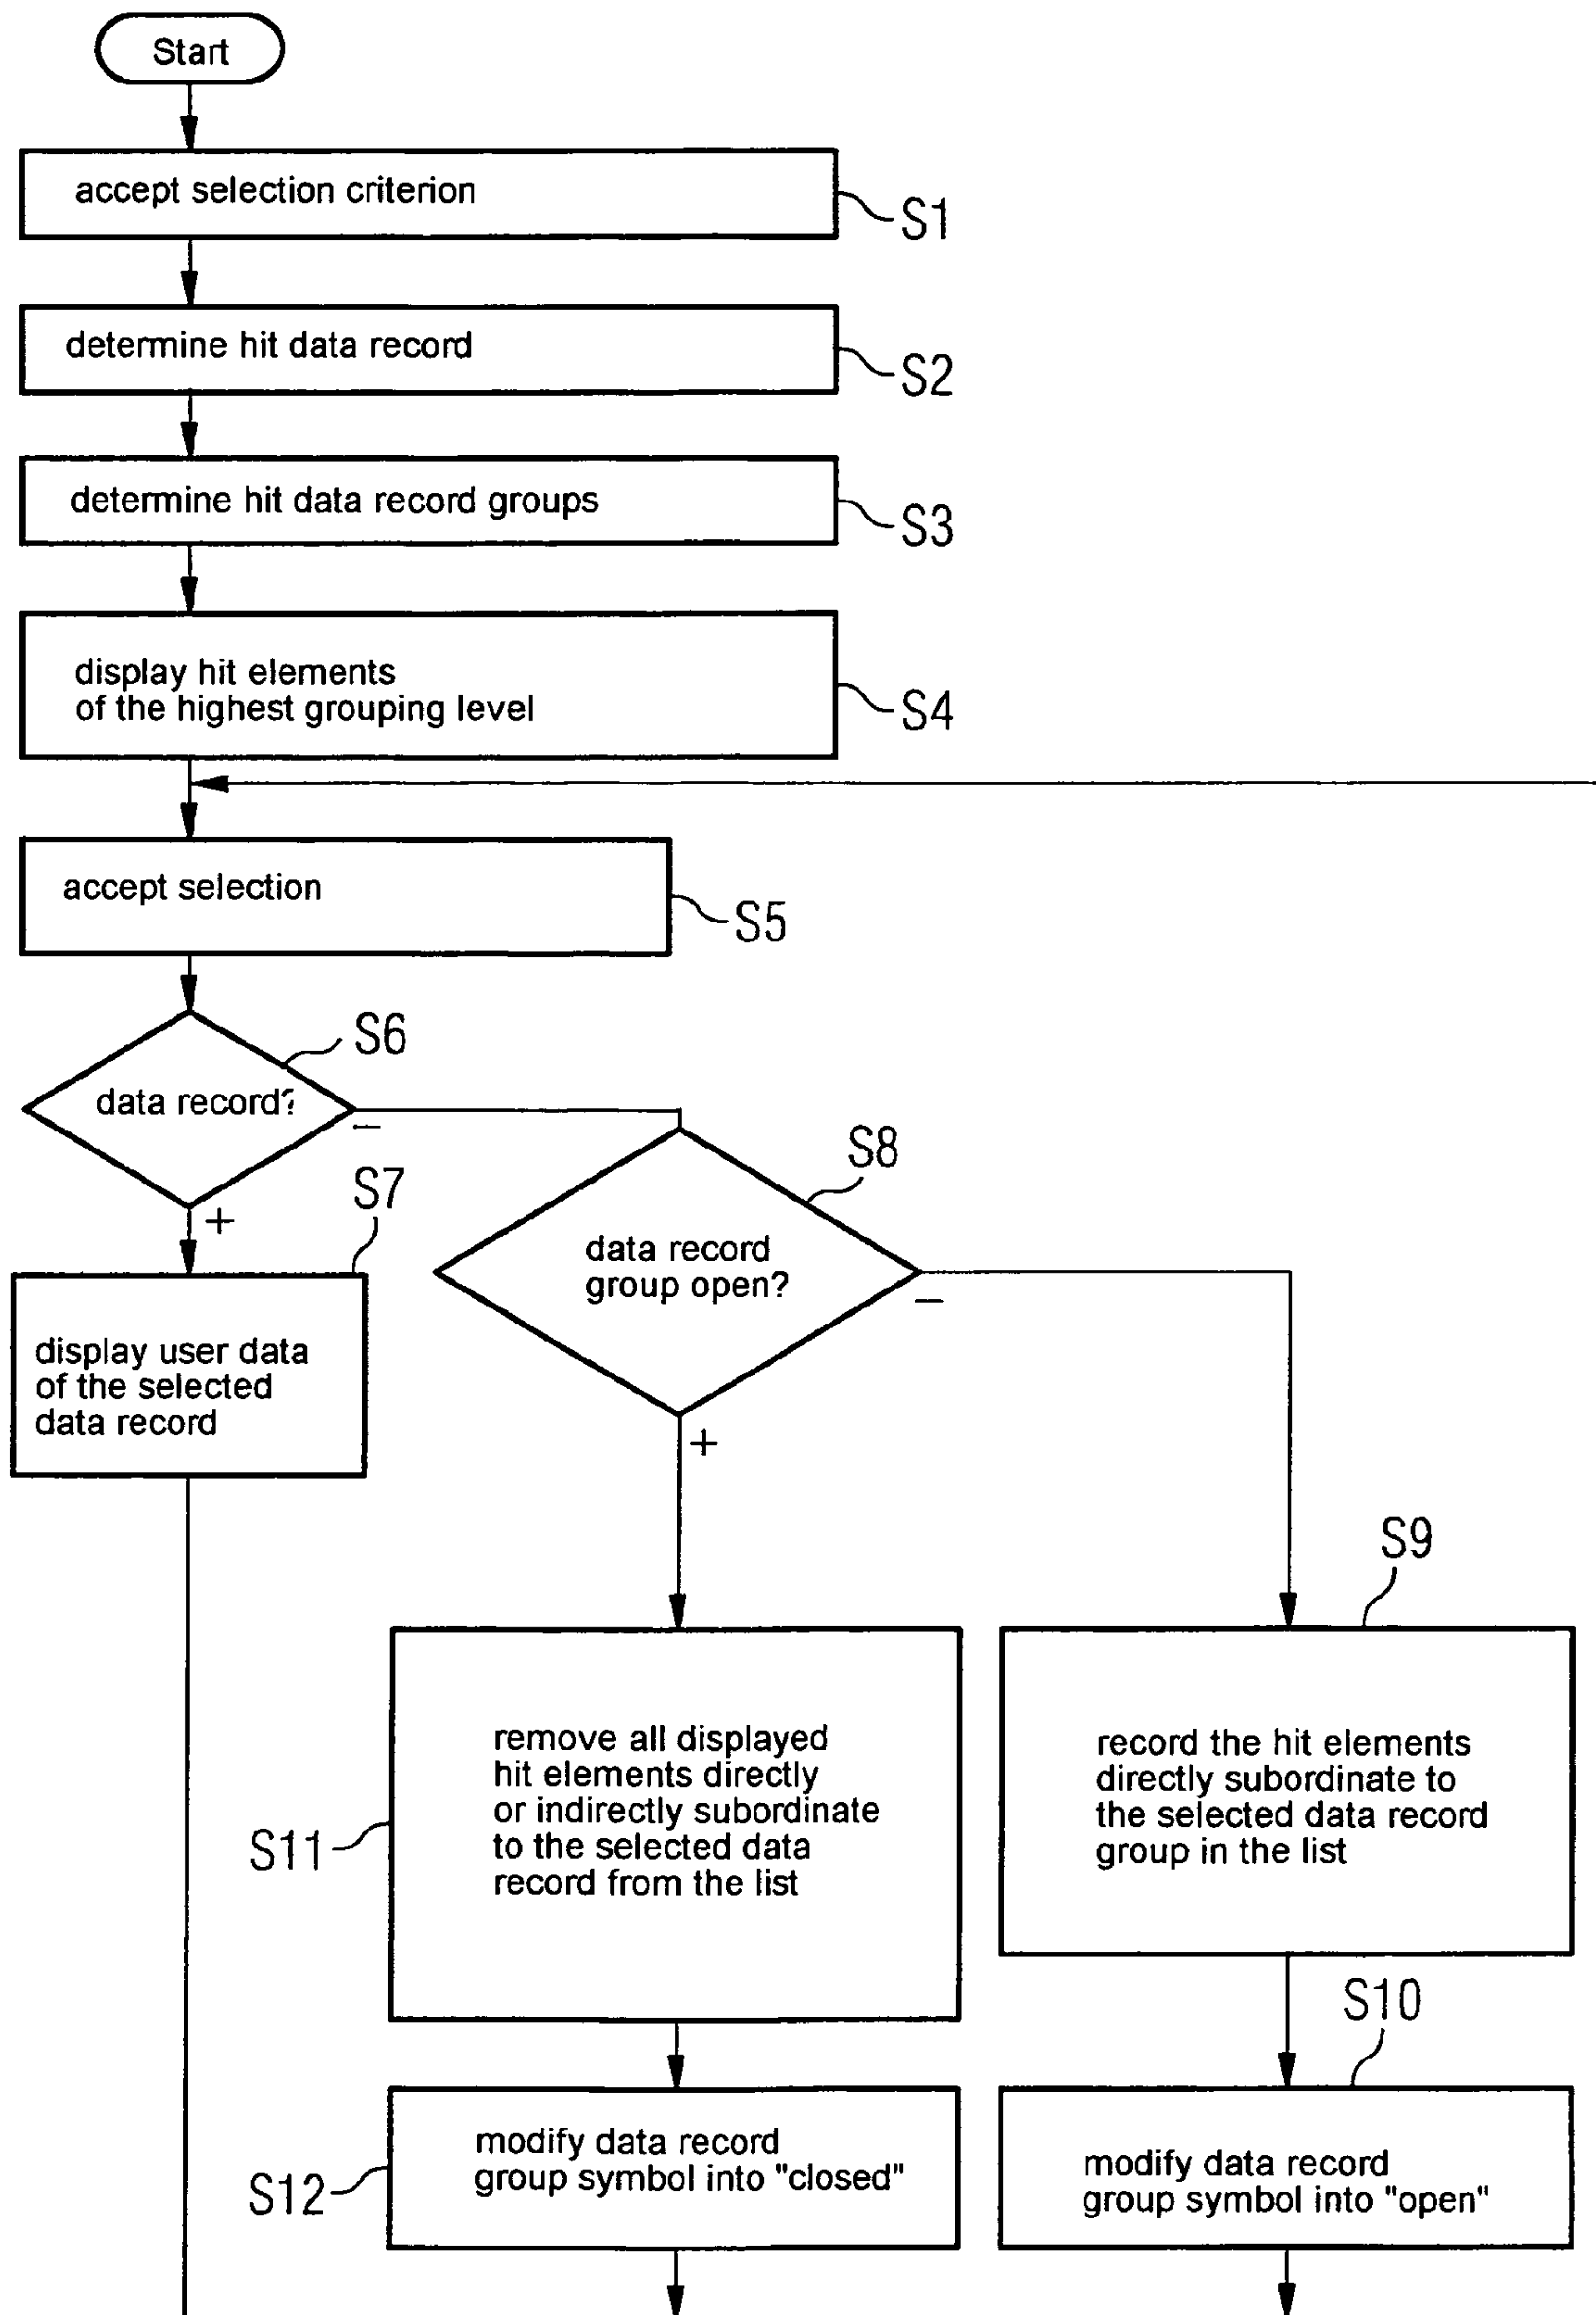 Start
accept selection criterion
S1
determine hit data record
S2
determine hit data record groups
S3
display hit elements
of the highest grouping level
S4
accept selection
S5
S6
data record?
–
+
S7
display user data
of the selected
data record
S8
data record
group open?
–
+
S9
record the hit elements
directly subordinate to
the selected data record
group in the list
S11
remove all displayed
hit elements directly
or indirectly subordinate
to the selected data
record from the list
S10
modify data record
group symbol into "open"
S12
modify data record
group symbol into "closed"